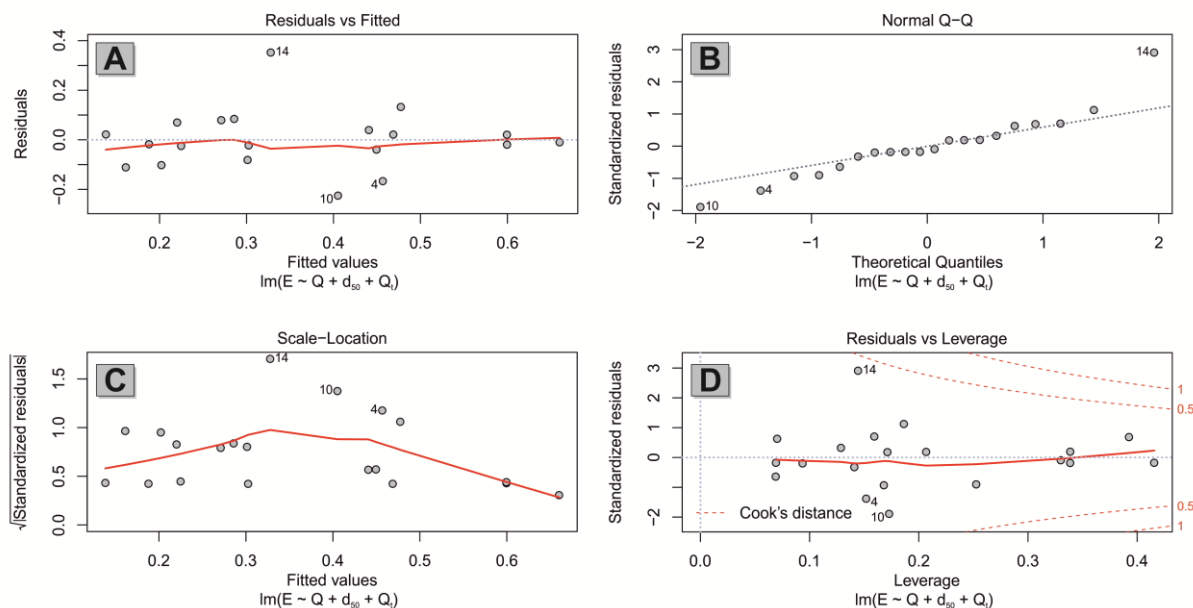 Residuals vs Fitted
A
Residuals
0.4
0.2
0.0
−0.2
14
10
4
0.2 0.3 0.4 0.5 0.6
Fitted values
lm(E ~ Q + d₅₀ + Qₜ)
Normal Q−Q
B
Standardized residuals
3
2
1
0
−1
−2
14
4
10
−2 −1 0 1 2
Theoretical Quantiles
lm(E ~ Q + d₅₀ + Qₜ)
Scale−Location
C
√|Standardized residuals|
1.5
1.0
0.5
0.0
14
10
4
0.2 0.3 0.4 0.5 0.6
Fitted values
lm(E ~ Q + d₅₀ + Qₜ)
Residuals vs Leverage
D
Standardized residuals
3
2
1
0
−2
14
4
10
1
0.5
0.5
1
Cook's distance
0.0 0.1 0.2 0.3 0.4
Leverage
lm(E ~ Q + d₅₀ + Qₜ)